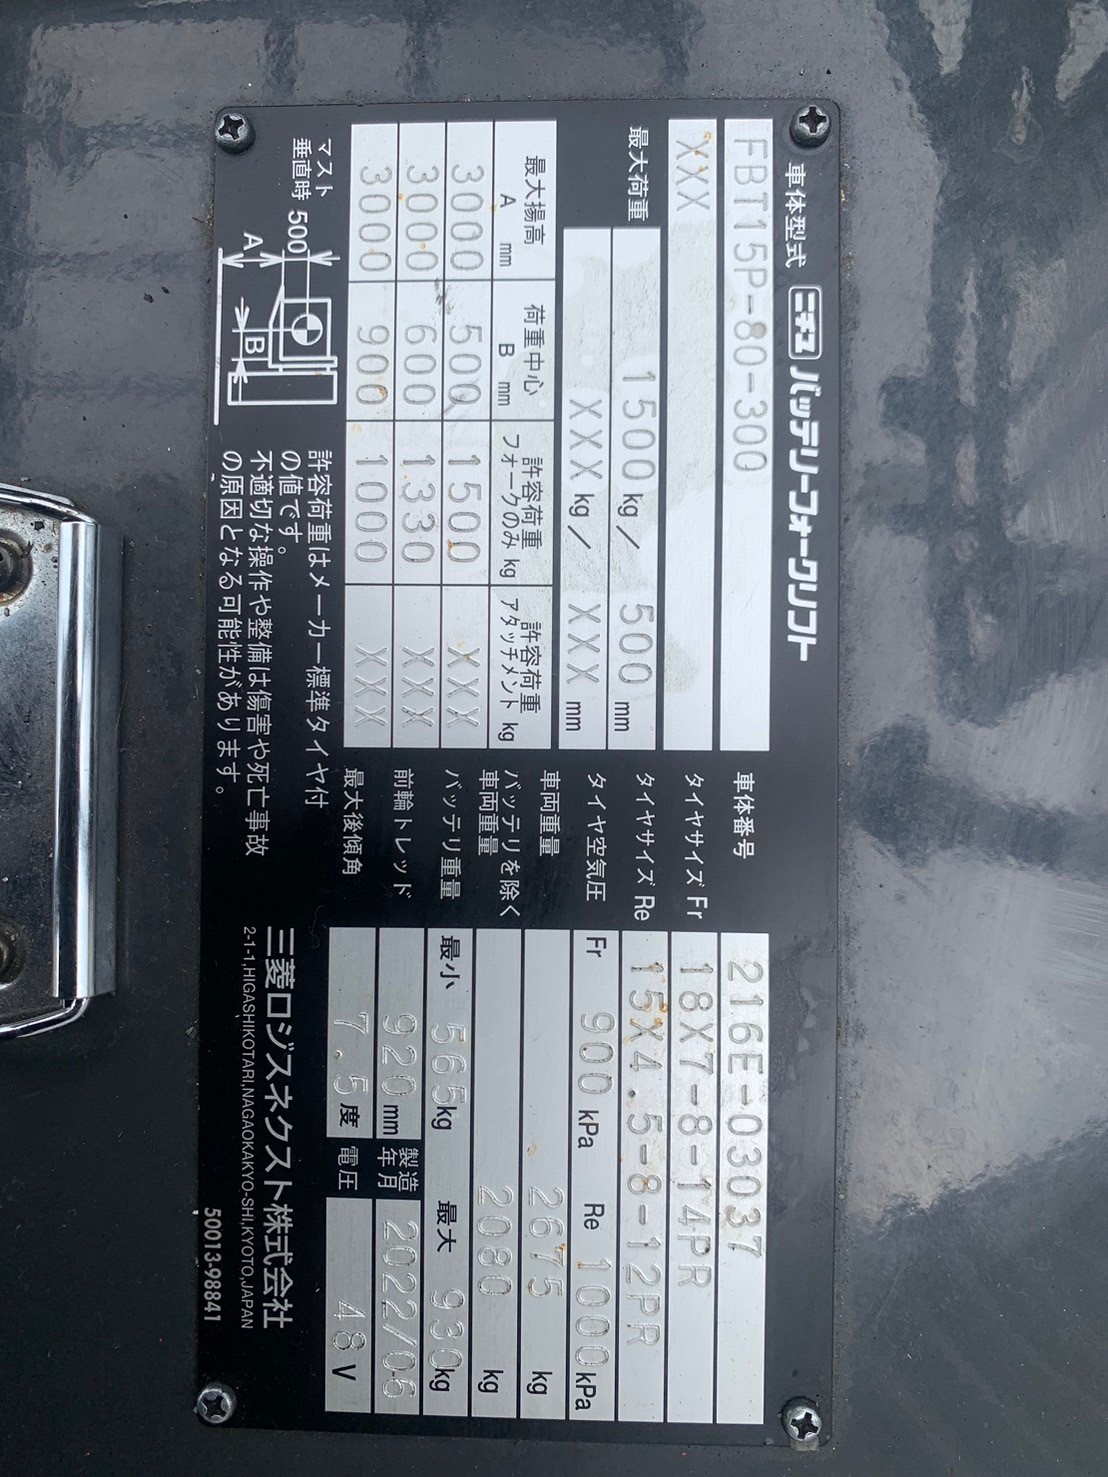 ニチユ バッテリーフォークリフト
車体型式
FBT15P-80-300
XXX
最大荷重
1500 kg／ 500 mm
XXX kg／ XXX mm
最大揚高 A mm 荷重中心 B mm 許容荷重 フォークのみ kg 許容荷重 アタッチメント kg
3000 500 1500 XXX
3000 600 1330 XXX
3000 900 1000 XXX
マスト
垂直時 500
A
B
許容荷重はメーカー標準タイヤ付
の値です。
不適切な操作や整備は傷害や死亡事故
の原因となる可能性があります。
車体番号 216E-03037
タイヤサイズ Fr 18X7-8-14PR
タイヤサイズ Re 15X4.5-8-12PR
タイヤ空気圧 Fr 900 kPa Re 1000 kPa
車両重量 2675 kg
バッテリを除く
車両重量 2080 kg
バッテリ重量 最小 565 kg 最大 930 kg
前輪トレッド 920 mm 製造年月 2022/06
最大後傾角 7.5 度 電圧 48 V
三菱ロジスネクスト株式会社
2-1-1,HIGASHIKOTARI,NAGAOKAKYO-SHI,KYOTO,JAPAN
50013-98841